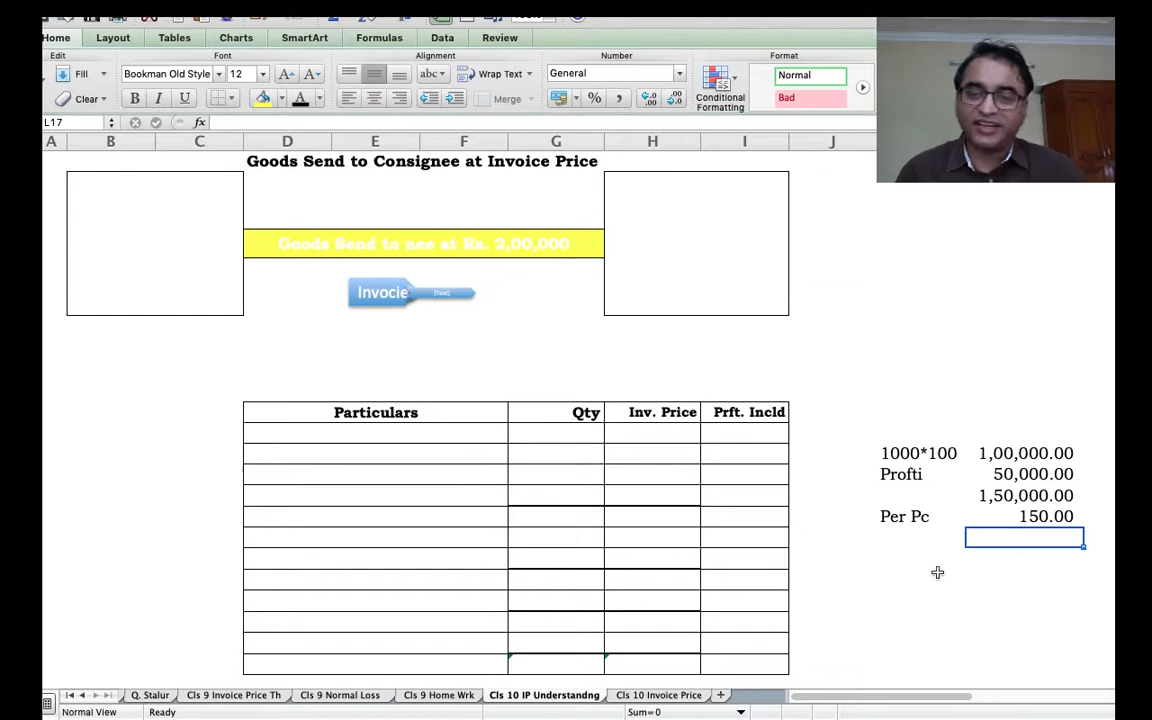 Home Layout Tables Charts SmartArt Formulas Data Review
Edit Font Alignment Number Format
Fill Bookman Old Style 12 abc Wrap Text General Normal
Clear B I U A Merge % , Conditional Formatting Bad
L17 fx
A B C D E F G H I J
Goods Send to Consignee at Invoice Price
Goods Send to nee at Rs. 2,00,000
Invocie [Text]
Particulars Qty Inv. Price Prft. Incld
1000*100 1,00,000.00
Profti 50,000.00
1,50,000.00
Per Pc 150.00
Q. Stalur Cls 9 Invoice Price Th Cls 9 Normal Loss Cls 9 Home Wrk Cls 10 IP Understandng Cls 10 Invoice Price
Normal View Ready Sum=0